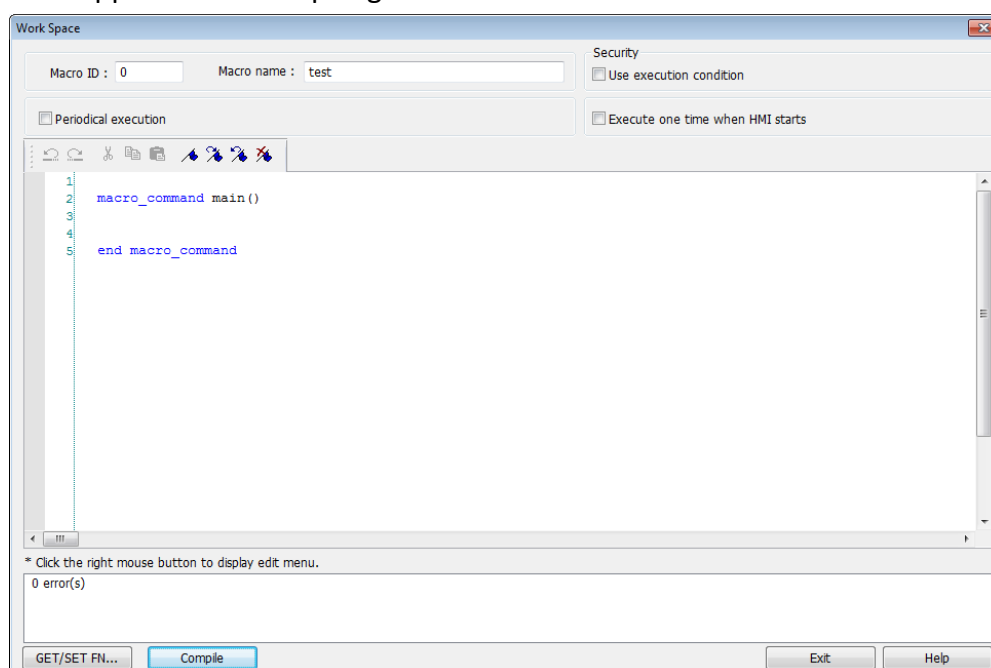 Work Space
Security
Macro ID : 0 Macro name : test
Use execution condition
Periodical execution
Execute one time when HMI starts
1
2 macro_command main()
3
4
5 end macro_command
* Click the right mouse button to display edit menu.
0 error(s)
GET/SET FN... Compile Exit Help